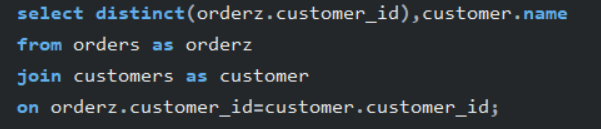 select distinct(orderz.customer_id),customer.name
from orders as orderz
join customers as customer
on orderz.customer_id=customer.customer_id;